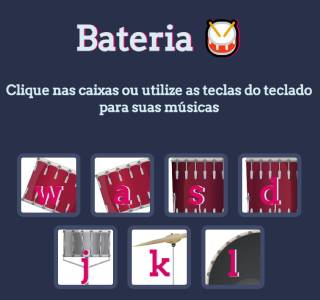 Bateria
Clique nas caixas ou utilize as teclas do teclado
para suas músicas
w a s d
j k l